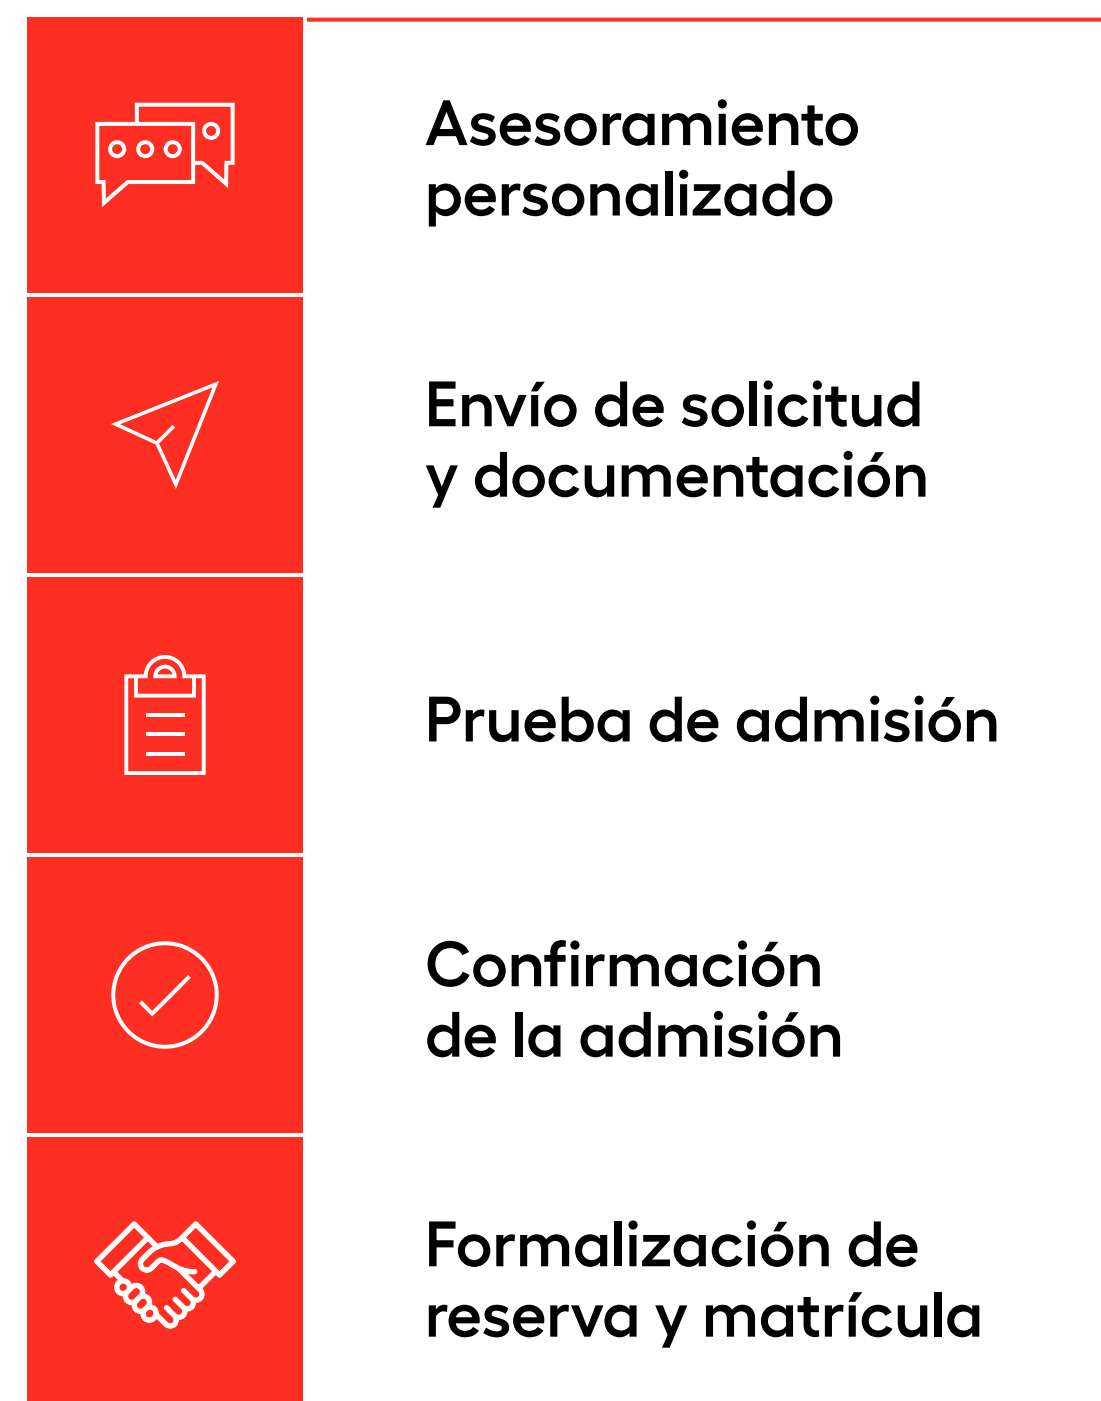 Asesoramiento
personalizado
Envío de solicitud
y documentación
Prueba de admisión
Confirmación
de la admisión
Formalización de
reserva y matrícula